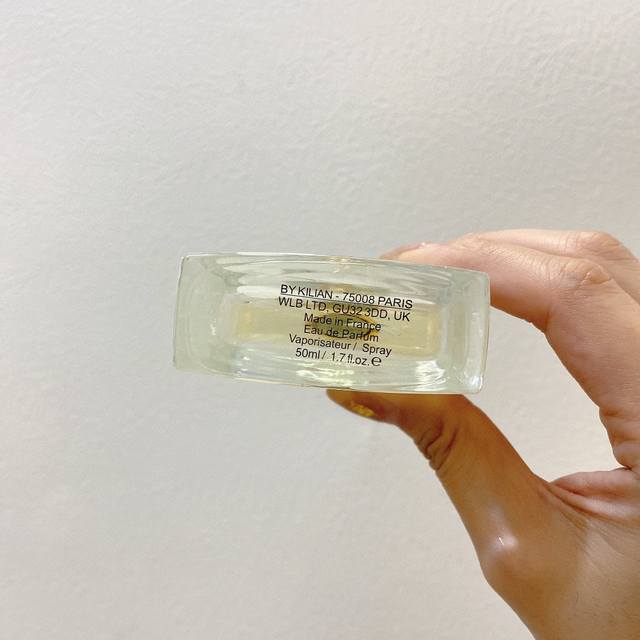 BY KILIAN - 75008 PARIS
WLB LTD, GU32 3DD, UK
Made in France
Eau de Parfum
Vaporisateur / Spray
50ml / 1.7 fl.oz. ℮